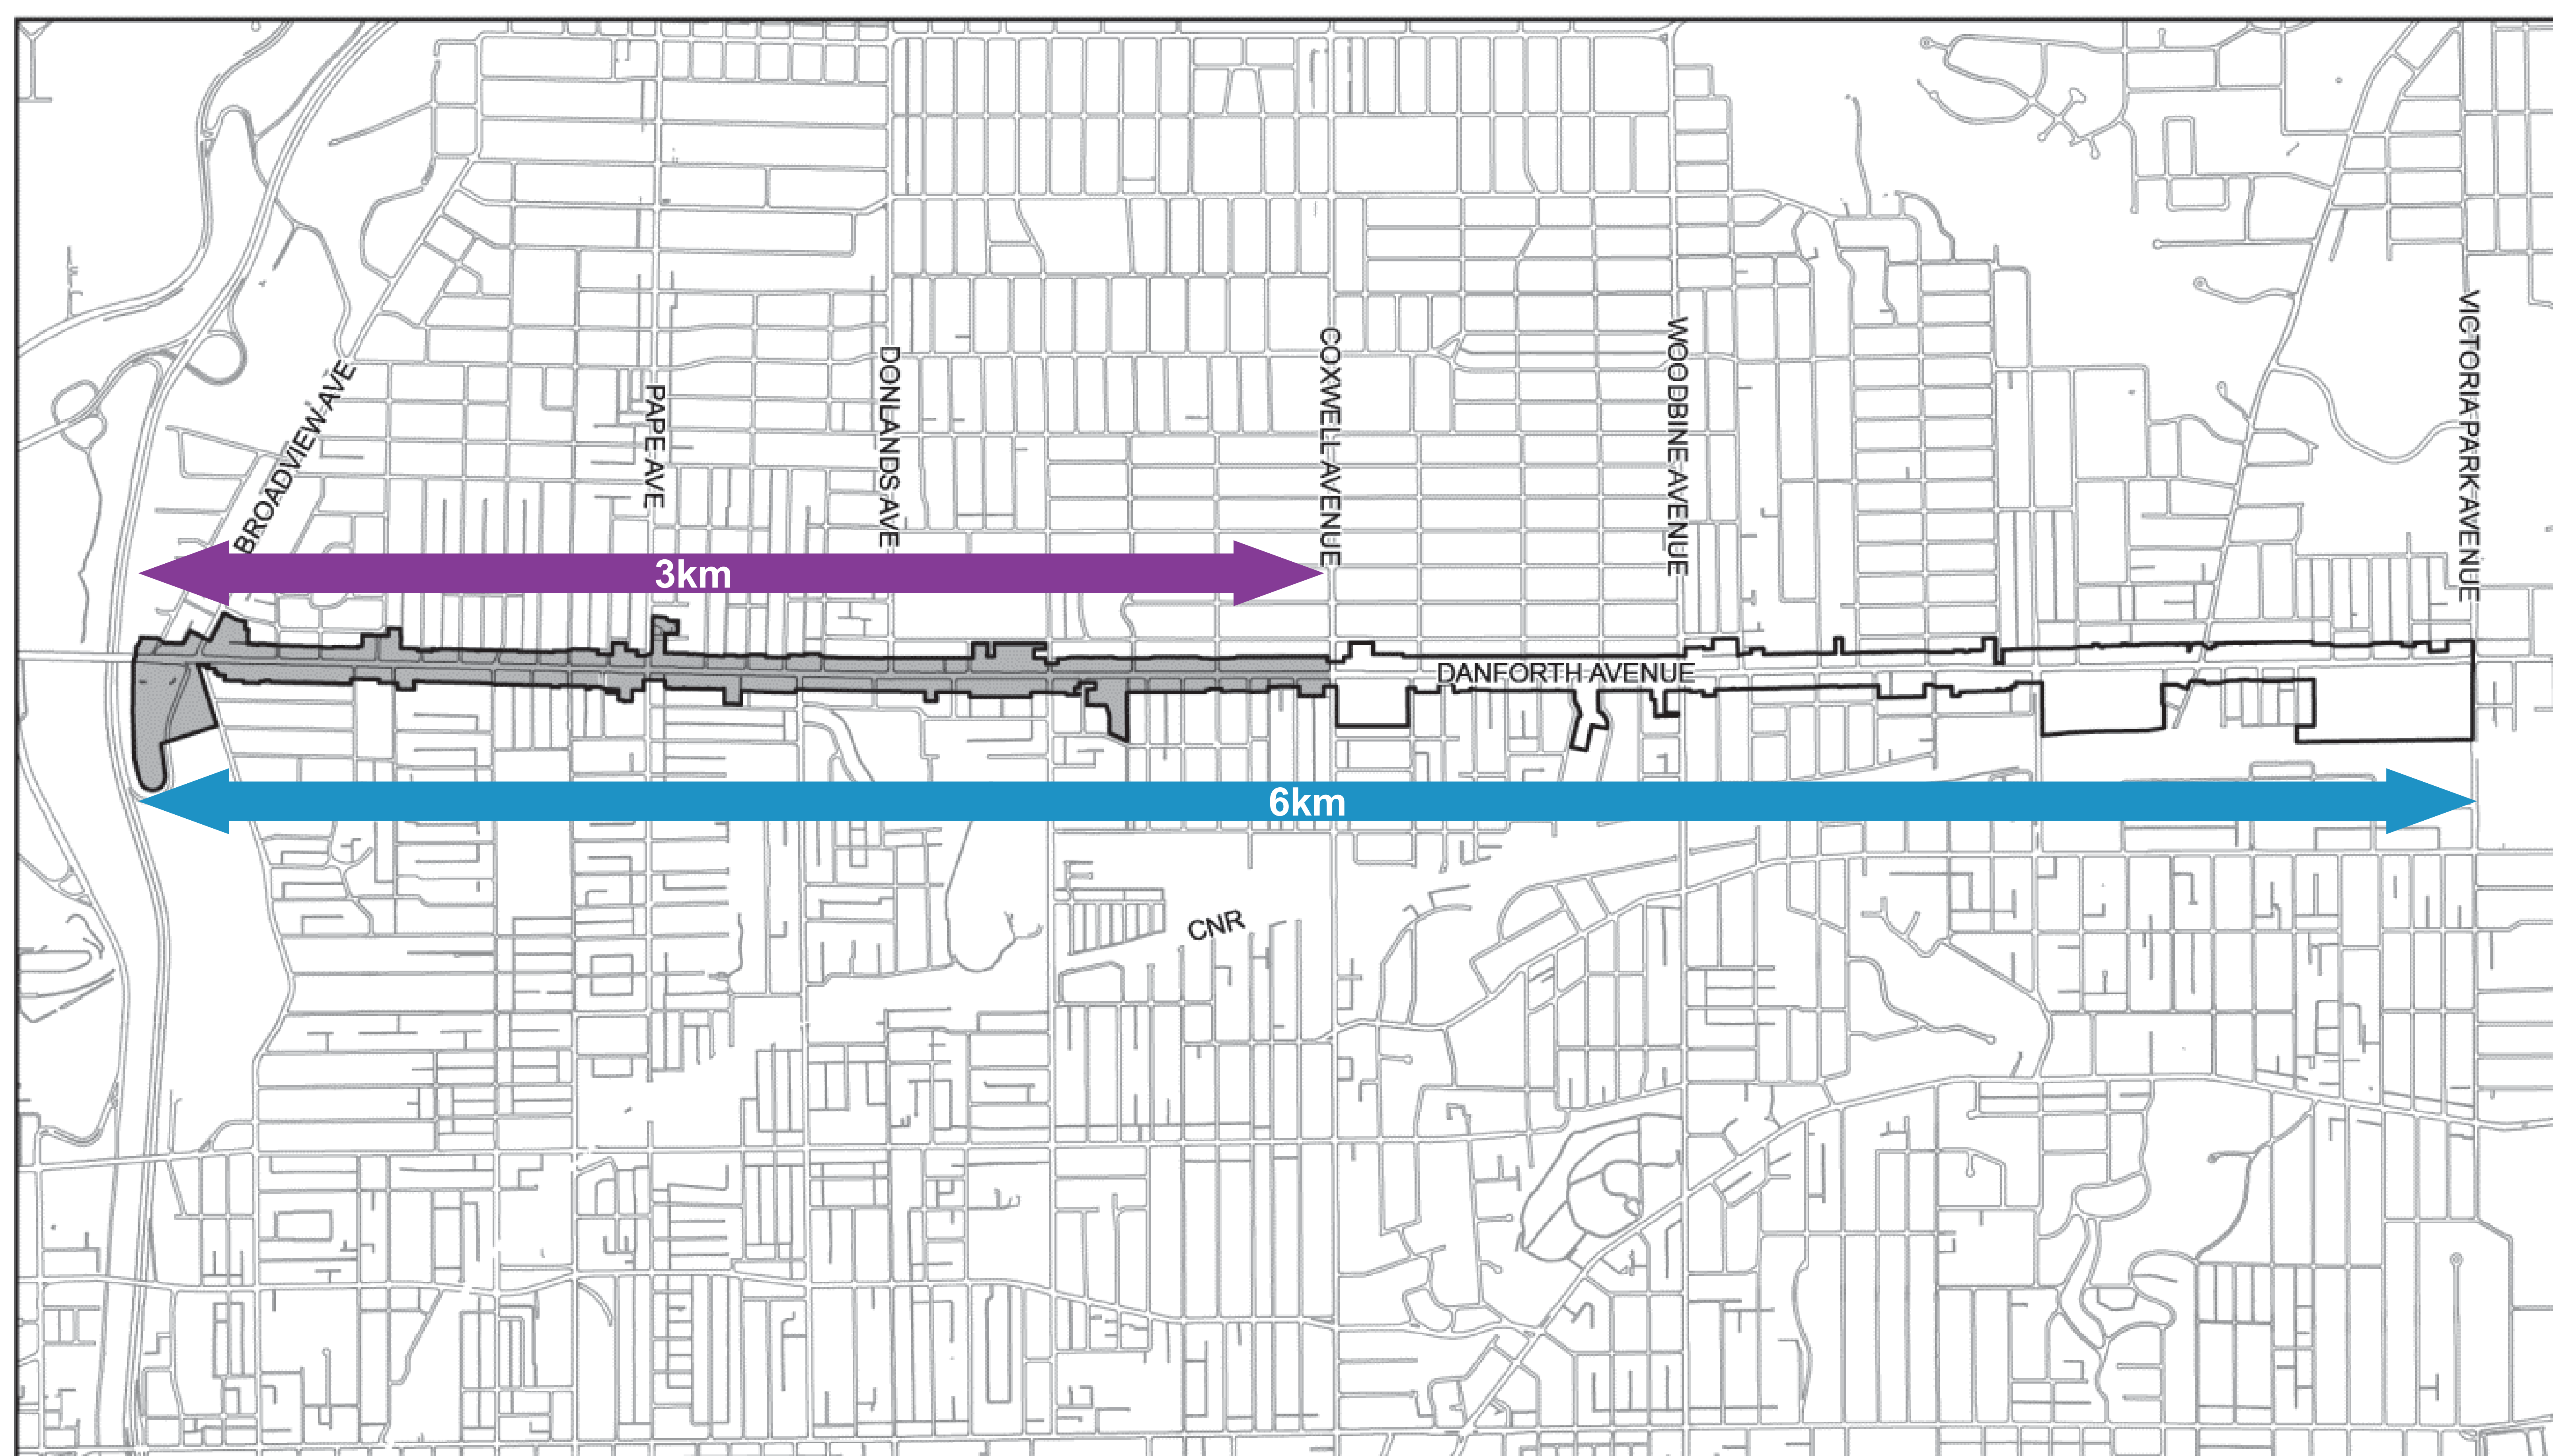 BROADVIEW AVE
PAPE AVE
DONLANDS AVE
COXWELL AVENUE
WOODBINE AVENUE
VICTORIA PARK AVENUE
3km
DANFORTH AVENUE
6km
CNR